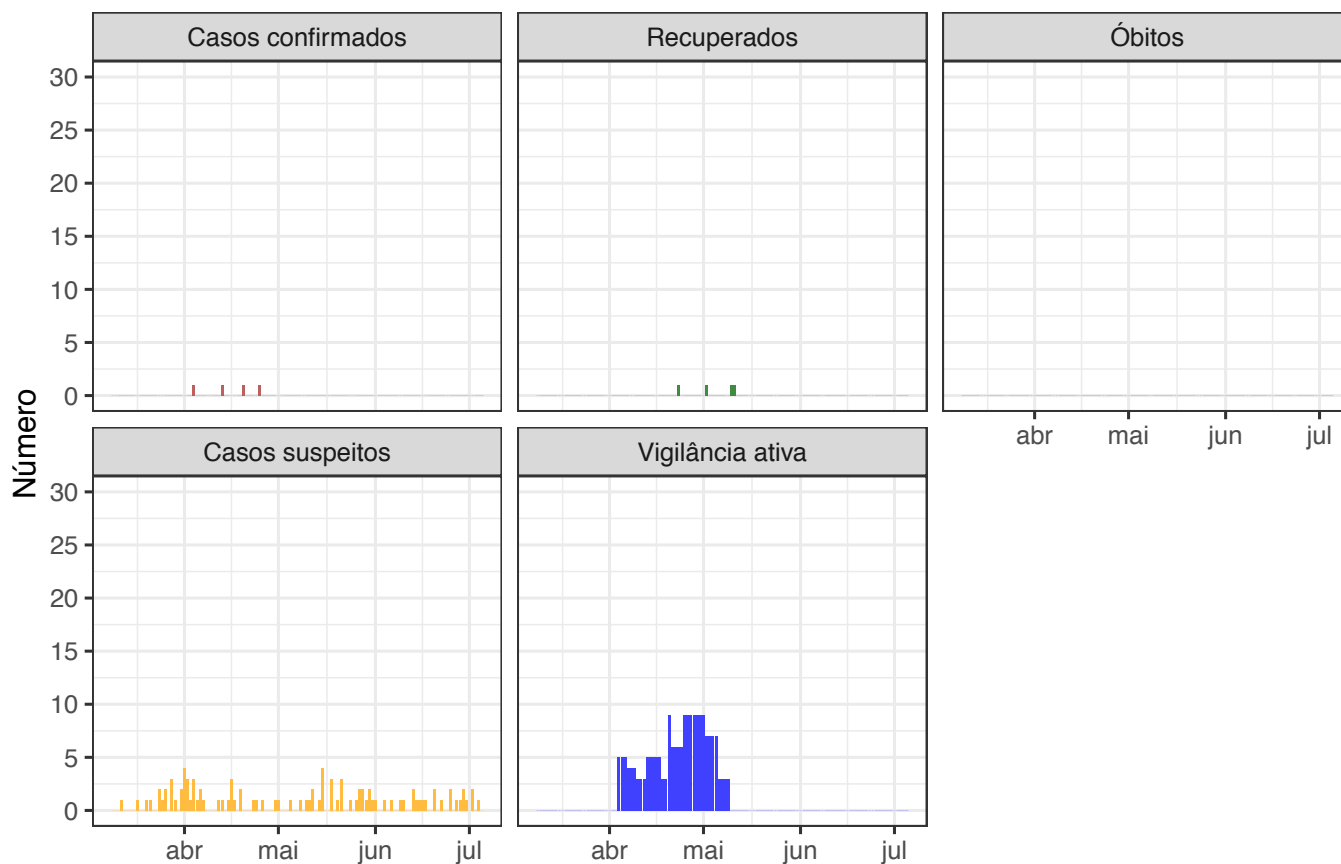 Casos confirmados
Recuperados
Óbitos
30
25
20
15
10
5
0
abr mai jun jul
Número
Casos suspeitos
Vigilância ativa
30
25
20
15
10
5
0
abr mai jun jul
abr mai jun jul